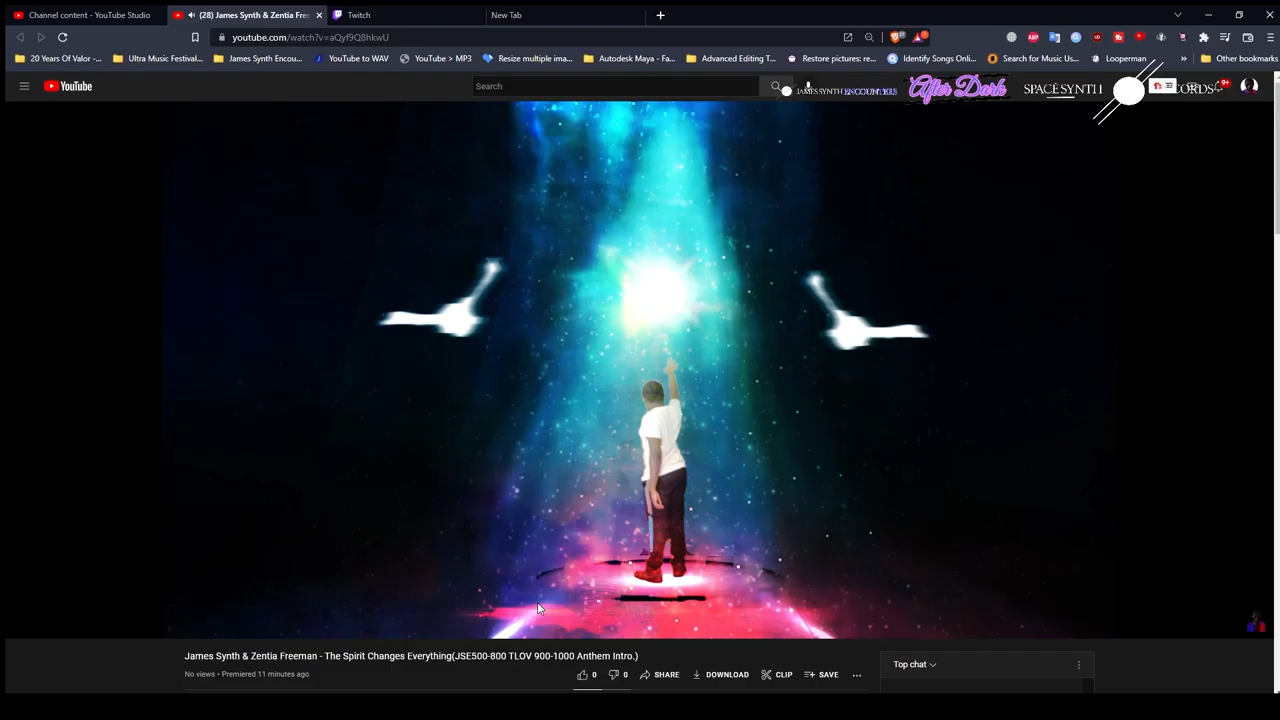 Channel content - YouTube Studio
(28) James Synth & Zentia Free
Twitch
New Tab
youtube.com/watch?v=aQyf9Q8hkwU
20 Years Of Valor -...
Ultra Music Festival...
James Synth Encou...
YouTube to WAV
YouTube > MP3
Resize multiple ima...
Autodesk Maya - Fa...
Advanced Editing T...
Restore pictures: re...
Identify Songs Onli...
Search for Music Us...
Looperman
Other bookmarks
YouTube
Search
JAMES SYNTH ENCOUNTERS
After Dark
SPACE SYNTH
CORDS
9+
James Synth & Zentia Freeman - The Spirit Changes Everything(JSE500-800 TLOV 900-1000 Anthem Intro.)
No views • Premiered 11 minutes ago
0
0
SHARE
DOWNLOAD
CLIP
SAVE
Top chat